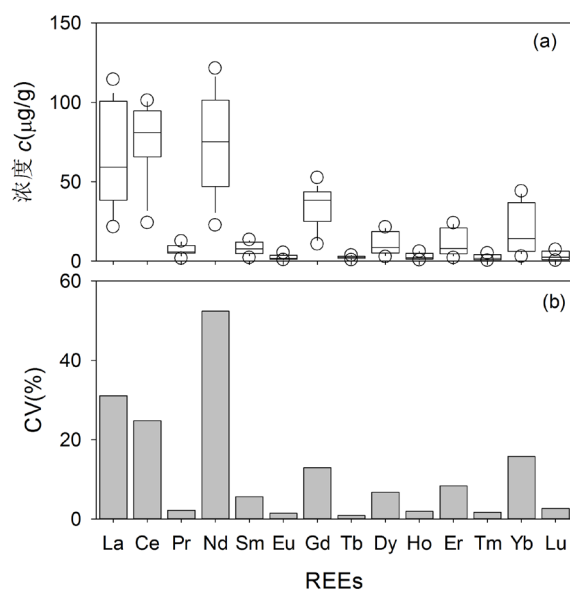 (a)
浓度 c(μg/g)
150
100
50
0
(b)
CV(%)
60
40
20
0
La Ce Pr Nd Sm Eu Gd Tb Dy Ho Er Tm Yb Lu
REEs